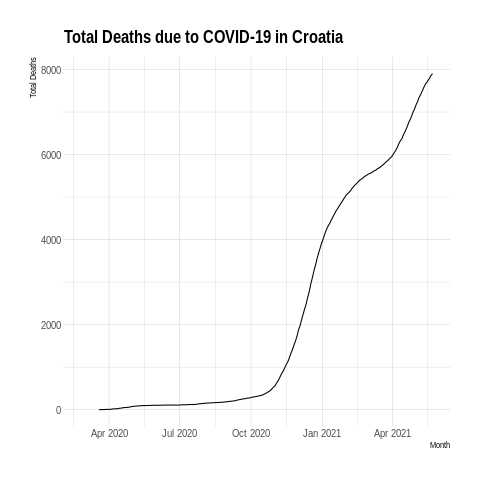 Total Deaths due to COVID-19 in Croatia
Total Deaths
8000
6000
4000
2000
0
Apr 2020 Jul 2020 Oct 2020 Jan 2021 Apr 2021
Month